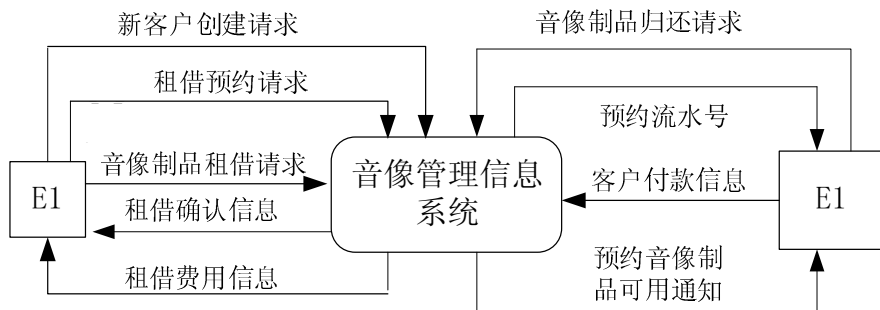 新客户创建请求
音像制品归还请求
租借预约请求
预约流水号
音像制品租借请求
音像管理信息
系统
客户付款信息
E1
E1
租借确认信息
租借费用信息
预约音像制
品可用通知